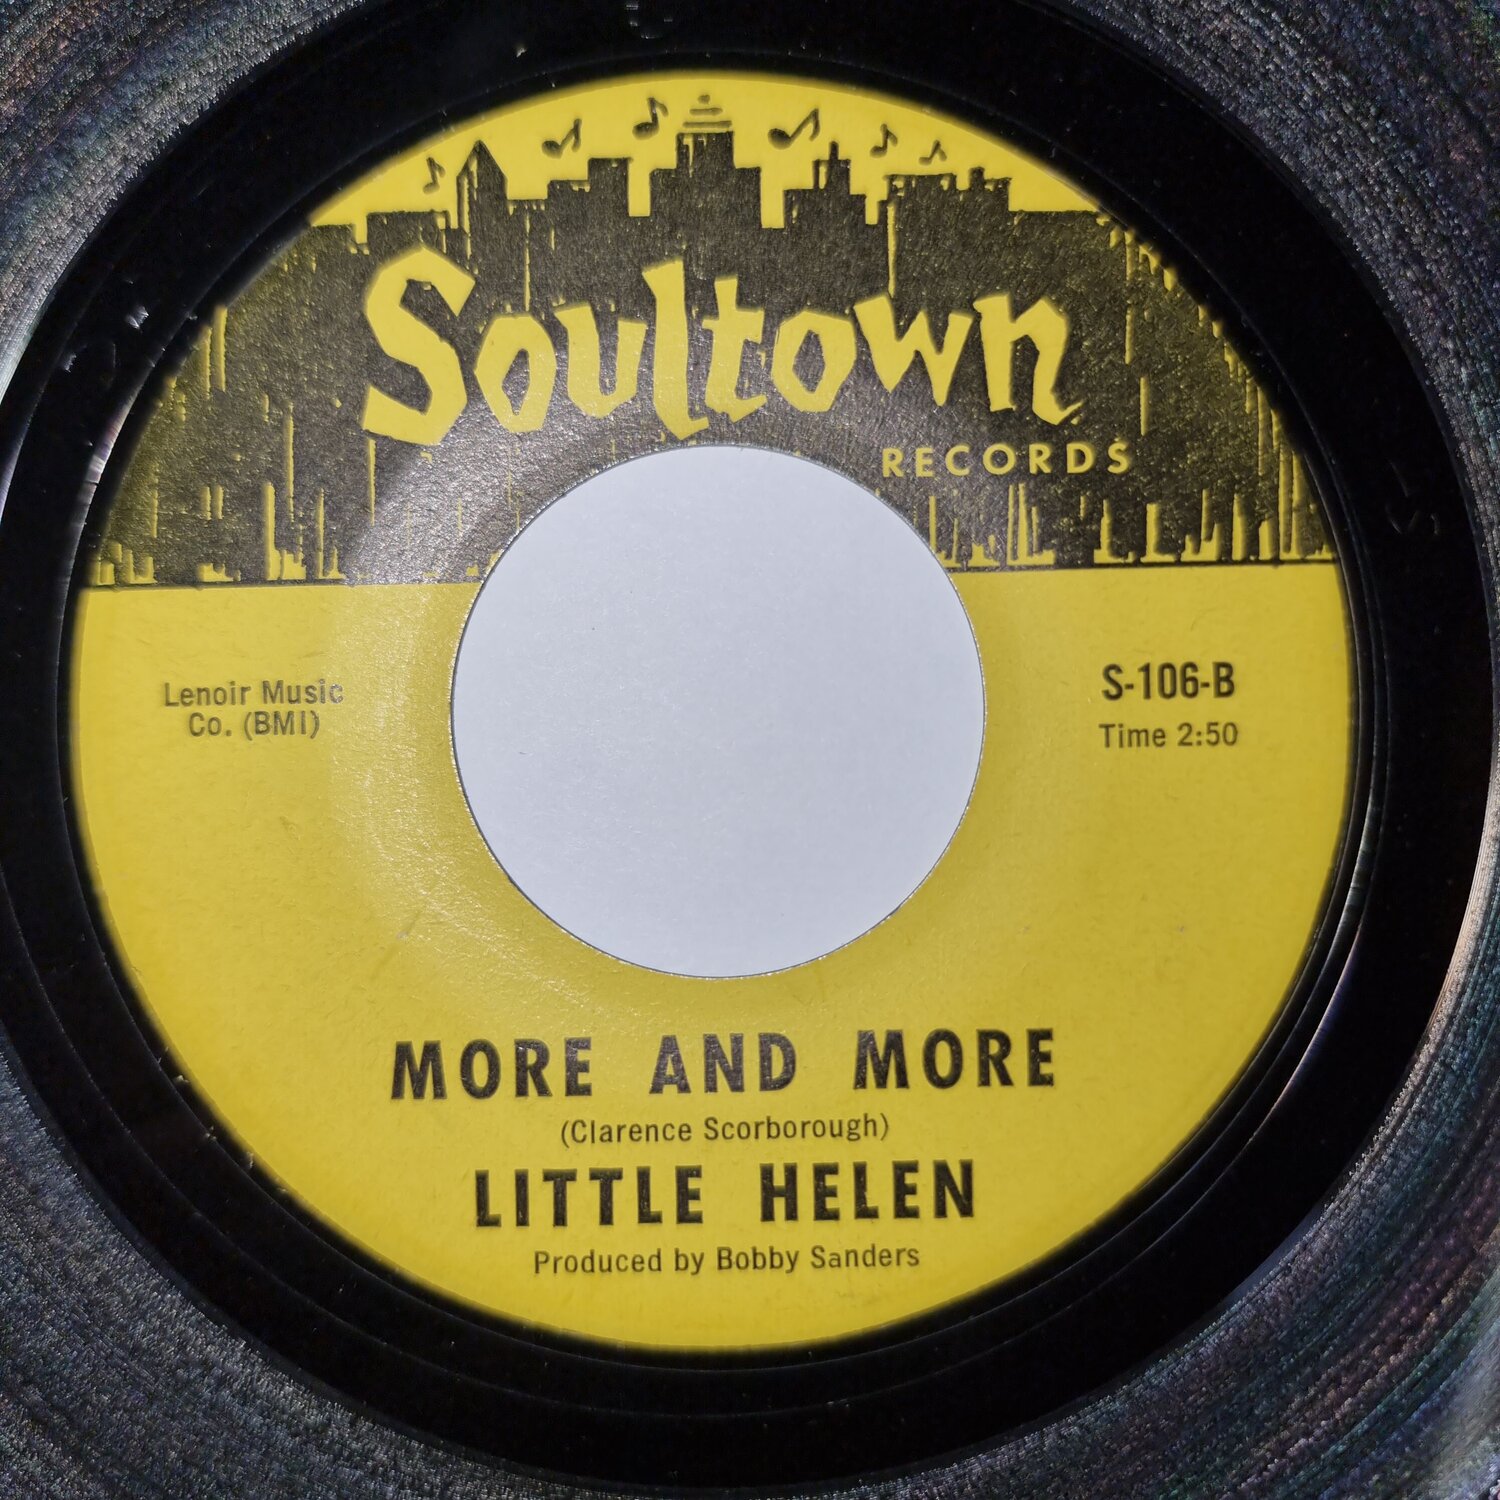 Soultown
RECORDS
Lenoir Music
Co. (BMI)
S-106-B
Time 2:50
MORE AND MORE
(Clarence Scorborough)
LITTLE HELEN
Produced by Bobby Sanders